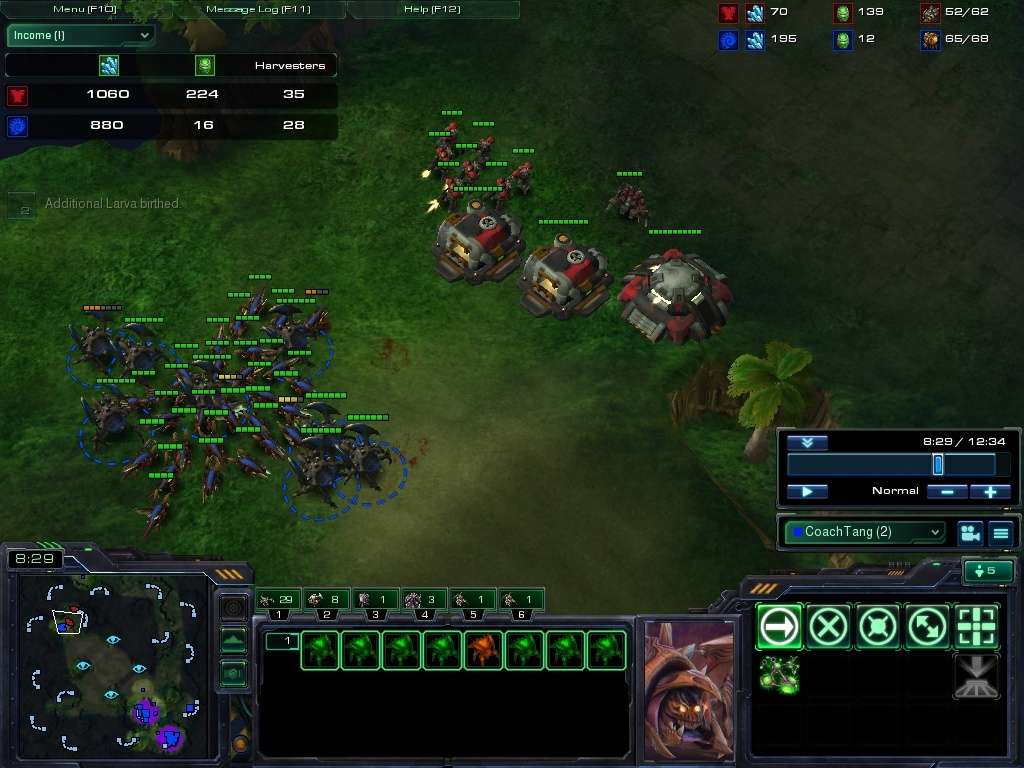 Menu (F10) Message Log (F11) Help (F12)
70 139 52/62
195 12 65/68
Income (I)
Harvesters
1060 224 35
880 16 28
2 Additional Larva birthed
8:29 / 12:34
Normal
CoachTang (2)
8:29
5
29 8 1 3 1 1
1 2 3 4 5 6
1